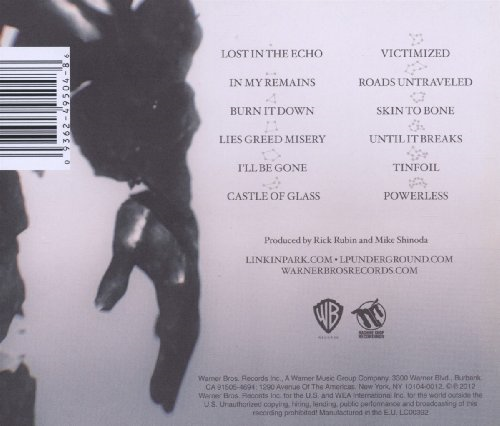 LOST IN THE ECHO
IN MY REMAINS
BURN IT DOWN
LIES GREED MISERY
I'LL BE GONE
CASTLE OF GLASS
VICTIMIZED
ROADS UNTRAVELED
SKIN TO BONE
UNTIL IT BREAKS
TINFOIL
POWERLESS
0 93624 95048 4
Produced by Rick Rubin and Mike Shinoda
LINKINPARK.COM • LPUNDERGROUND.COM
WARNERBROSRECORDS.COM
WB
RECORDS
MACHINE SHOP
RECORDINGS
Warner Bros. Records Inc., A Warner Music Group Company. 3300 Warner Blvd., Burbank,
CA 91505-4694; 1290 Avenue Of The Americas, New York, NY 10104-0012. © ℗ 2012
Warner Bros. Records Inc. for the U.S. and WEA International Inc. for the world outside the
U.S. Unauthorized copying, hiring, lending, public performance and broadcasting of this
recording prohibited! Manufactured in the E.U. LC00392